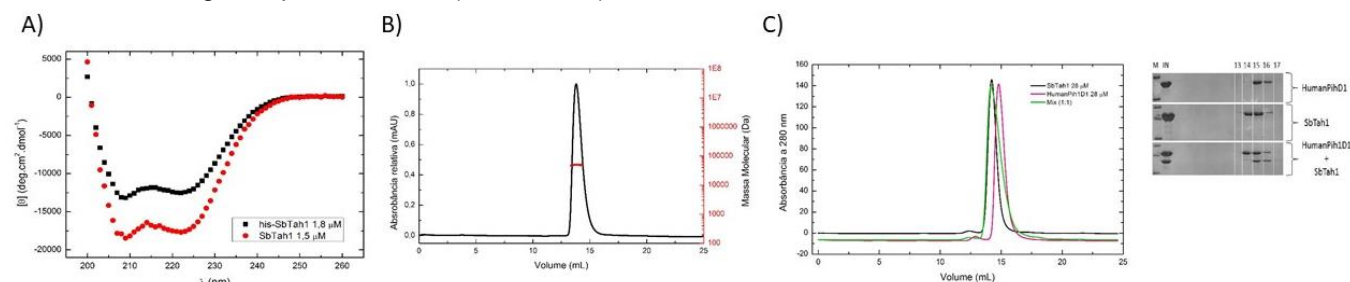 A)
5000
0
-5000
-10000
-15000
-20000
[θ] (deg.cm².dmol⁻¹)
his-SbTah1 1,8 µM
SbTah1 1,5 µM
200 210 220 230 240 250 260
B)
1,0
0,8
0,6
0,4
0,2
0,0
Absrobância relativa (mAU)
0 5 10 15 20 25
Volume (mL)
1E8
1E7
1000000
100000
10000
1000
100
Massa Molecular (Da)
C)
160
140
120
100
80
60
40
20
0
-20
Absorbância a 280 nm
SbTah1 28 µM
HumanPih1D1 28 µM
Mix (1:1)
0 5 10 15 20 25
Volume (mL)
M IN 13 14 15 16 17
HumanPihD1
SbTah1
HumanPih1D1
+
SbTah1